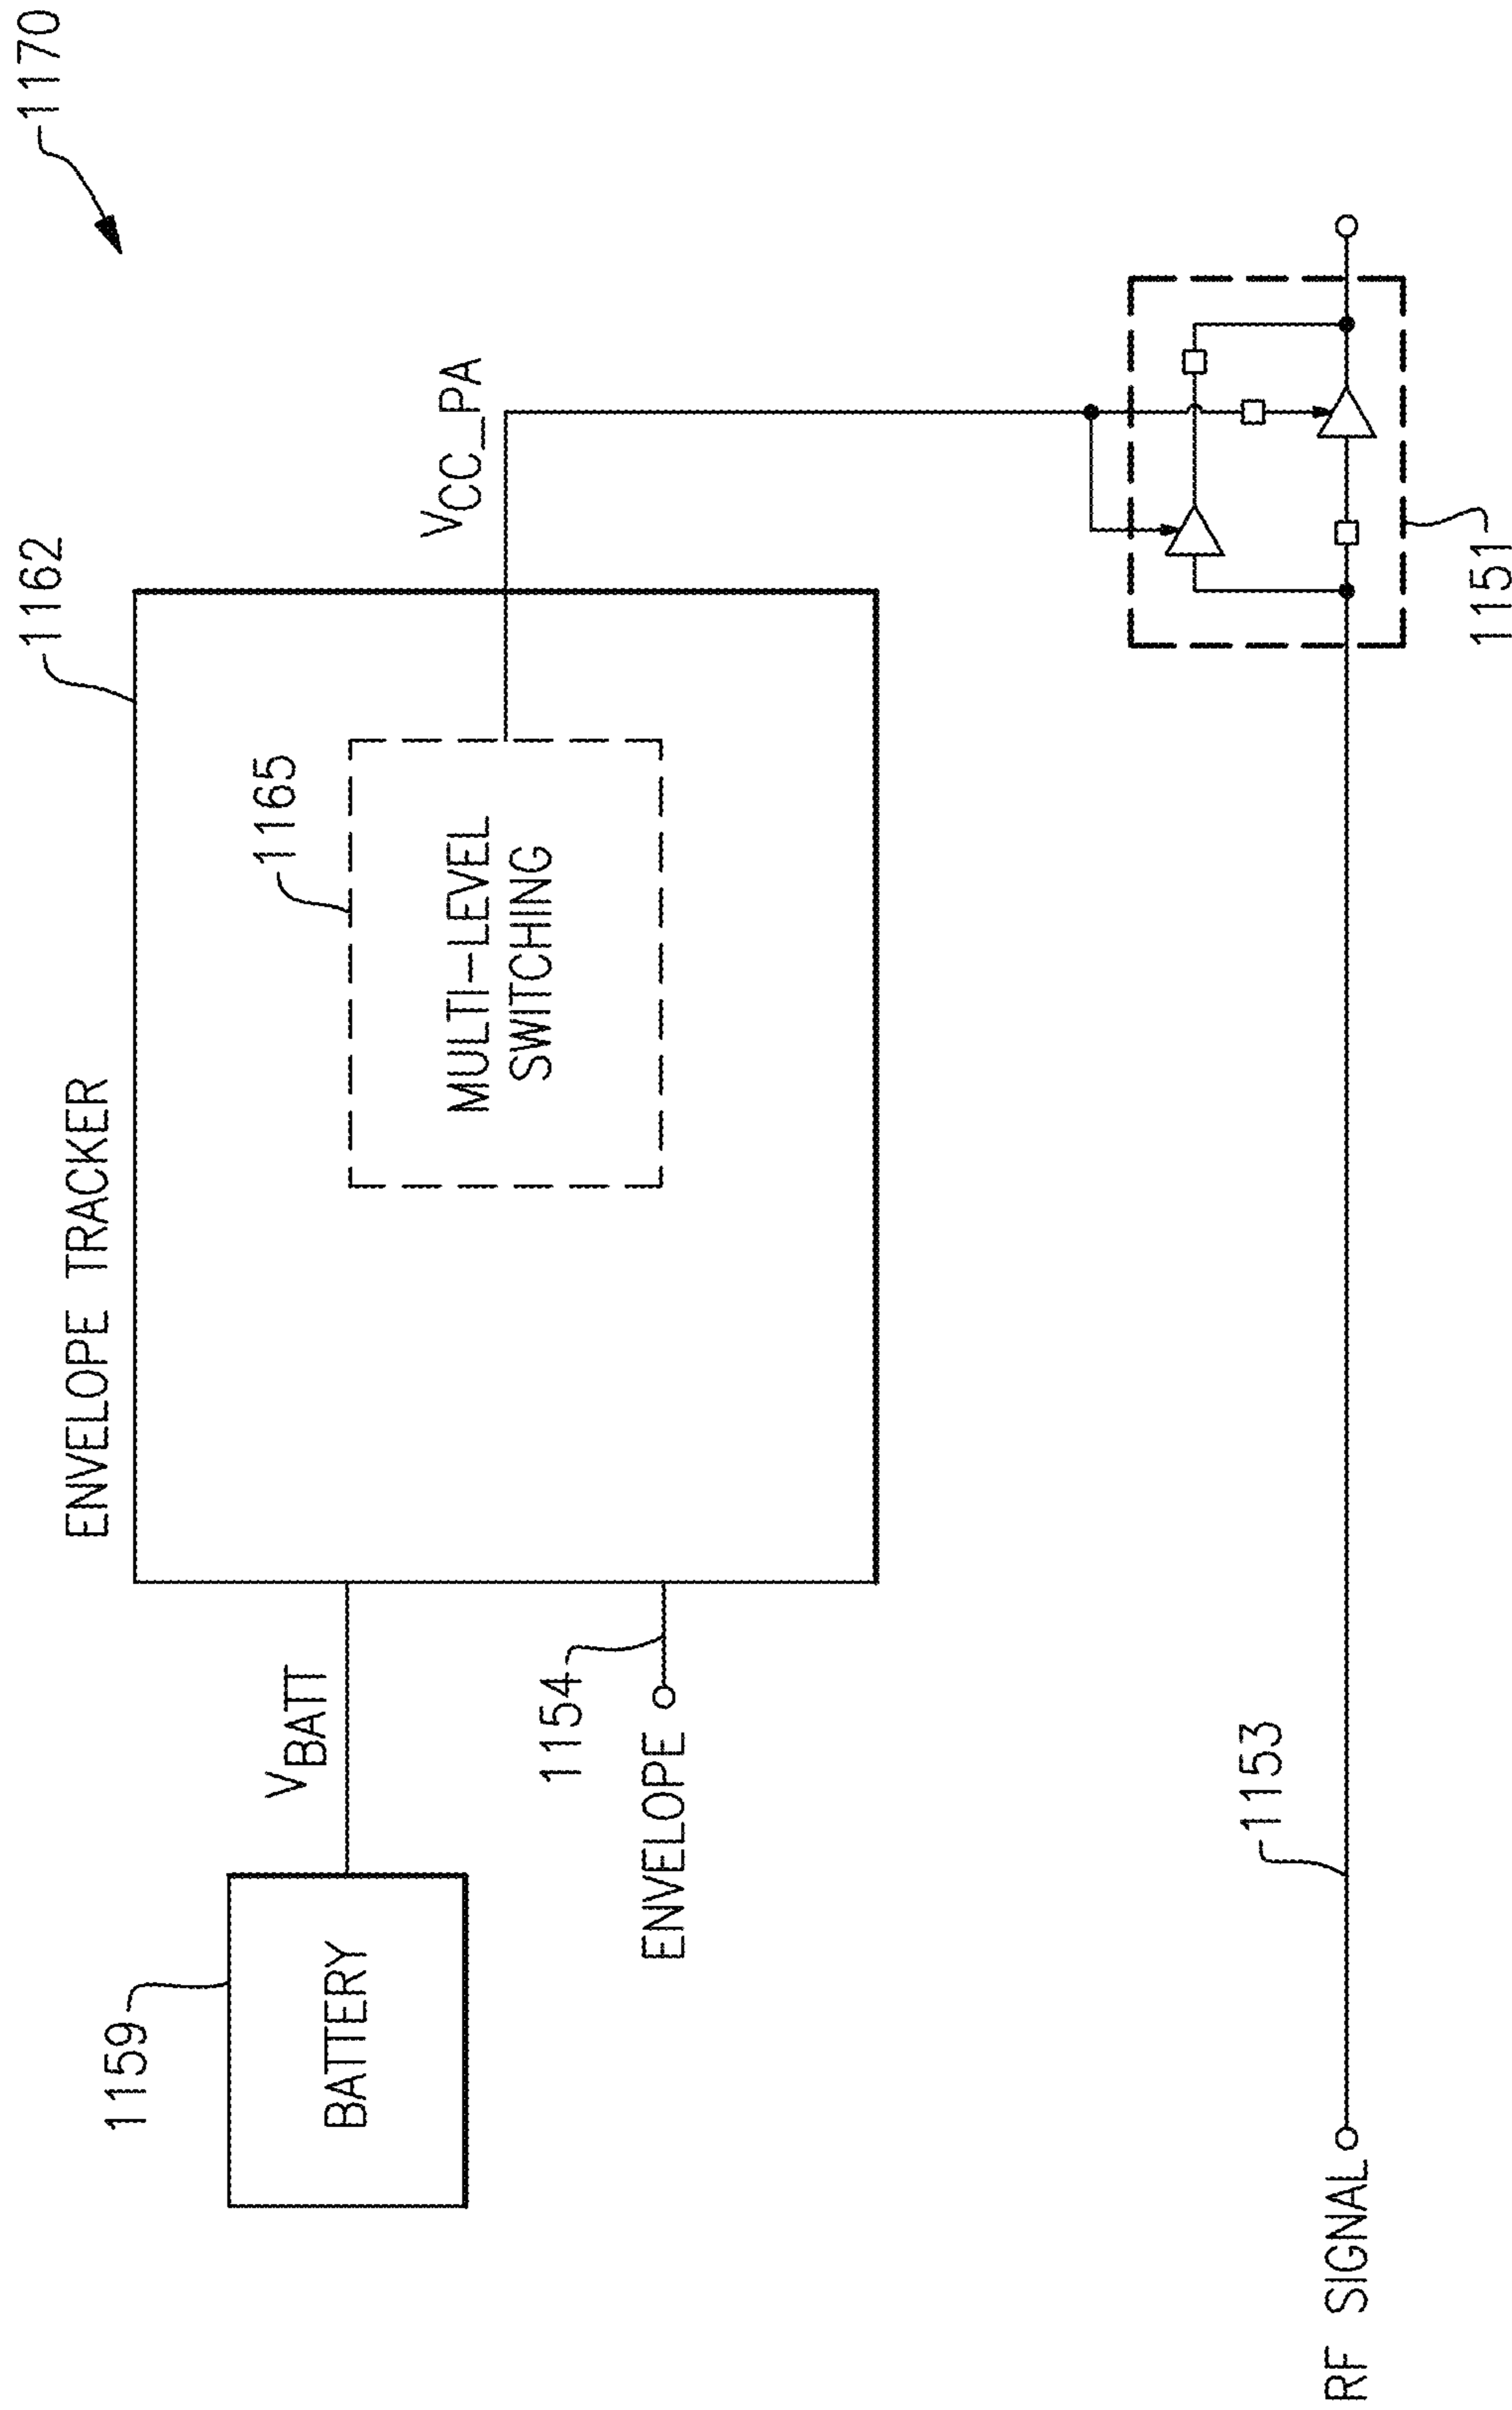 1170
ENVELOPE TRACKER
1162
1159
BATTERY
VBATT
1165
MULTI-LEVEL
SWITCHING
VCC_PA
1154
ENVELOPE
1153
RF SIGNAL
1151